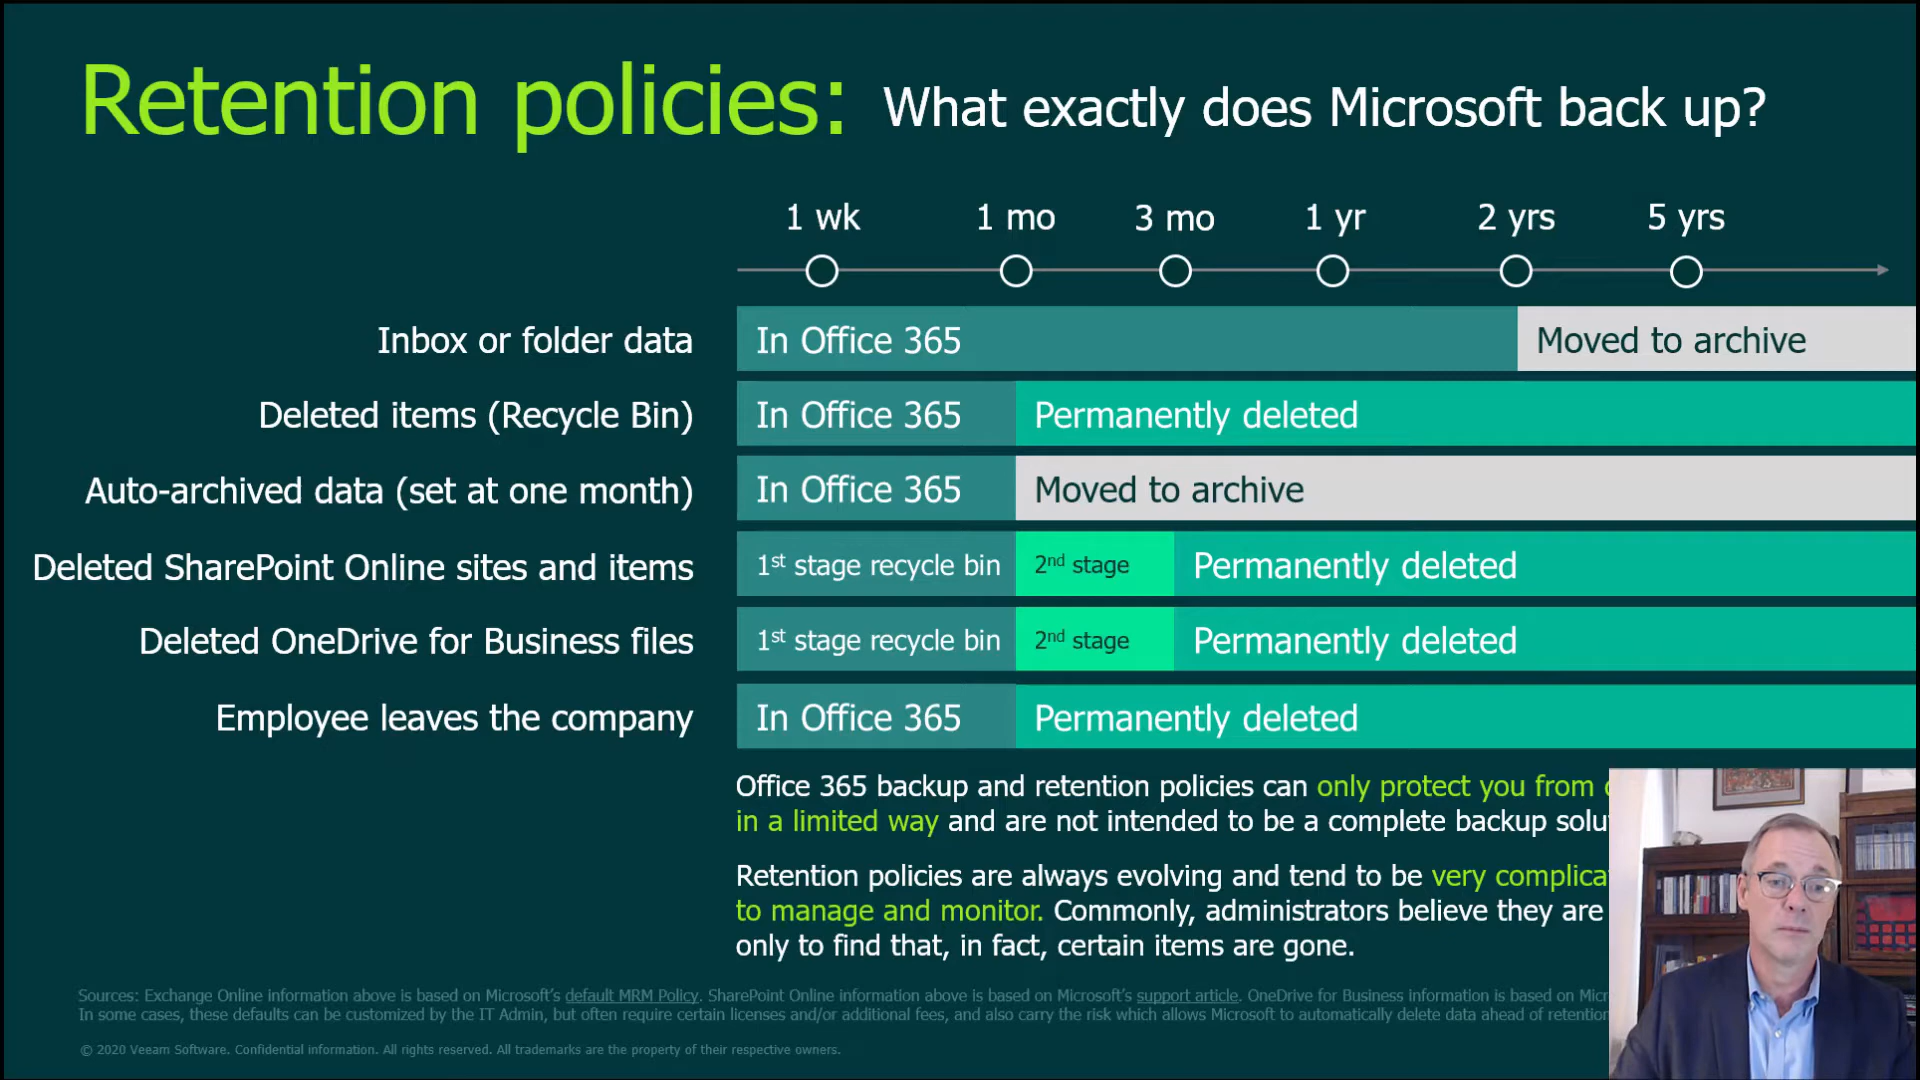 Retention policies: What exactly does Microsoft back up?
1 wk 1 mo 3 mo 1 yr 2 yrs 5 yrs
Inbox or folder data In Office 365 Moved to archive
Deleted items (Recycle Bin) In Office 365 Permanently deleted
Auto-archived data (set at one month) In Office 365 Moved to archive
Deleted SharePoint Online sites and items 1st stage recycle bin 2nd stage Permanently deleted
Deleted OneDrive for Business files 1st stage recycle bin 2nd stage Permanently deleted
Employee leaves the company In Office 365 Permanently deleted
Office 365 backup and retention policies can only protect you from
in a limited way and are not intended to be a complete backup
Retention policies are always evolving and tend to be very
to manage and monitor. Commonly, administrators believe they are
only to find that, in fact, certain items are gone.
Sources: Exchange Online information above is based on Microsoft's default MRM Policy. SharePoint Online information above is based on Microsoft's support article. OneDrive for Business information is based on
In some cases, these defaults can be customized by the IT Admin, but often require certain licenses and/or additional fees, and also carry the risk which allows Microsoft to automatically delete data ahead of retention
© 2020 Veeam Software. Confidential information. All rights reserved. All trademarks are the property of their respective owners.